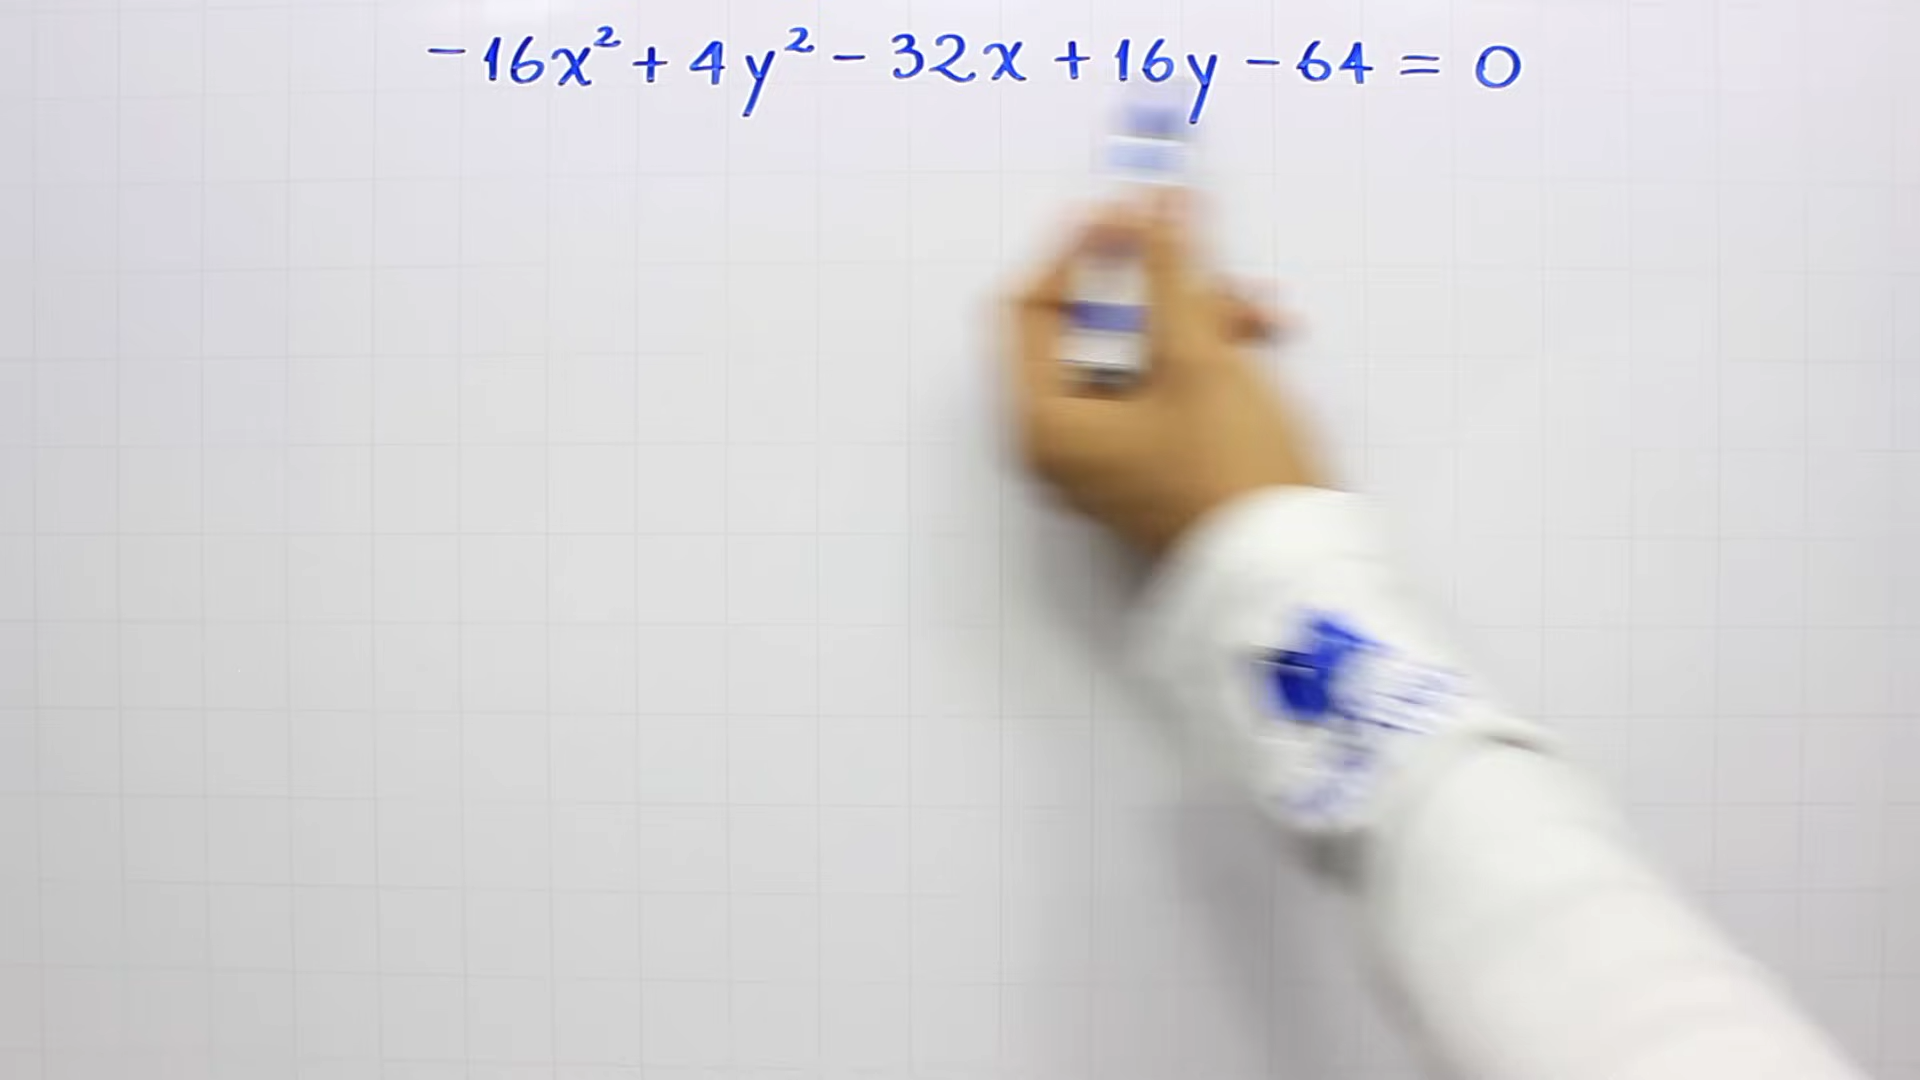 -16x² + 4y² - 32x + 16y - 64 = 0